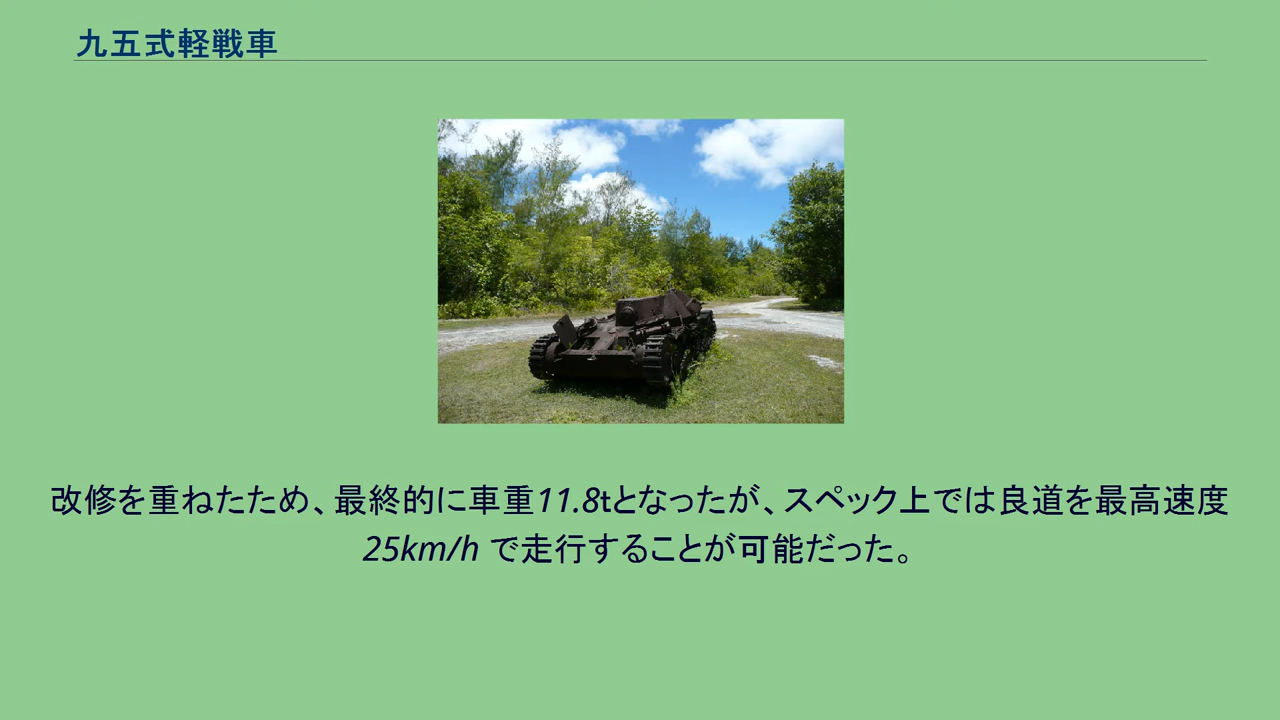 九五式軽戦車
改修を重ねたため、最終的に車重11.8tとなったが、スペック上では良道を最高速度
25km/h で走行することが可能だった。